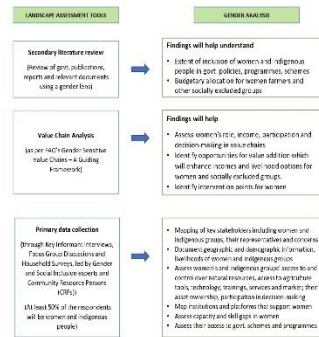 LANDSCAPE ASSESSMENT TOOLS
GENDER ANALYSIS
Secondary literature review
(Review of govt. publications,
reports and relevant documents
using a gender lens)
Findings will help understand
Extent of inclusion of women and indigenous
people in govt. policies, programmes, schemes
Budgetary allocation for women farmers and
other socially excluded groups
Value Chain Analysis
(as per FAO's Gender Sensitive
Value Chains – A Guiding
Framework)
Findings will help
Assess women's role, income, participation and
decision-making in value chains
Identify opportunities for value addition which
will enhance incomes and livelihood options for
women and socially excluded groups.
Identify intervention points for women
Primary data collection
(through Key Informant Interviews,
Focus Group Discussions and
Household Surveys, led by Gender
and Social Inclusion experts and
Community Resource Persons
(CRPs))
(At least 50% of the respondents
will be women and indigenous
people)
Mapping of key stakeholders including women and
indigenous groups, their representatives and concerns
Document geographic and demographic information,
livelihoods of women and indigenous groups
Assess women's and indigenous groups' access to and
control over natural resources, access to agriculture
tools, technology, trainings, services and market; their
asset ownership, participation in decision-making
Map institutions and platforms that support women
Assess capacity and skill gaps in women
Assess their access to govt. schemes and programmes